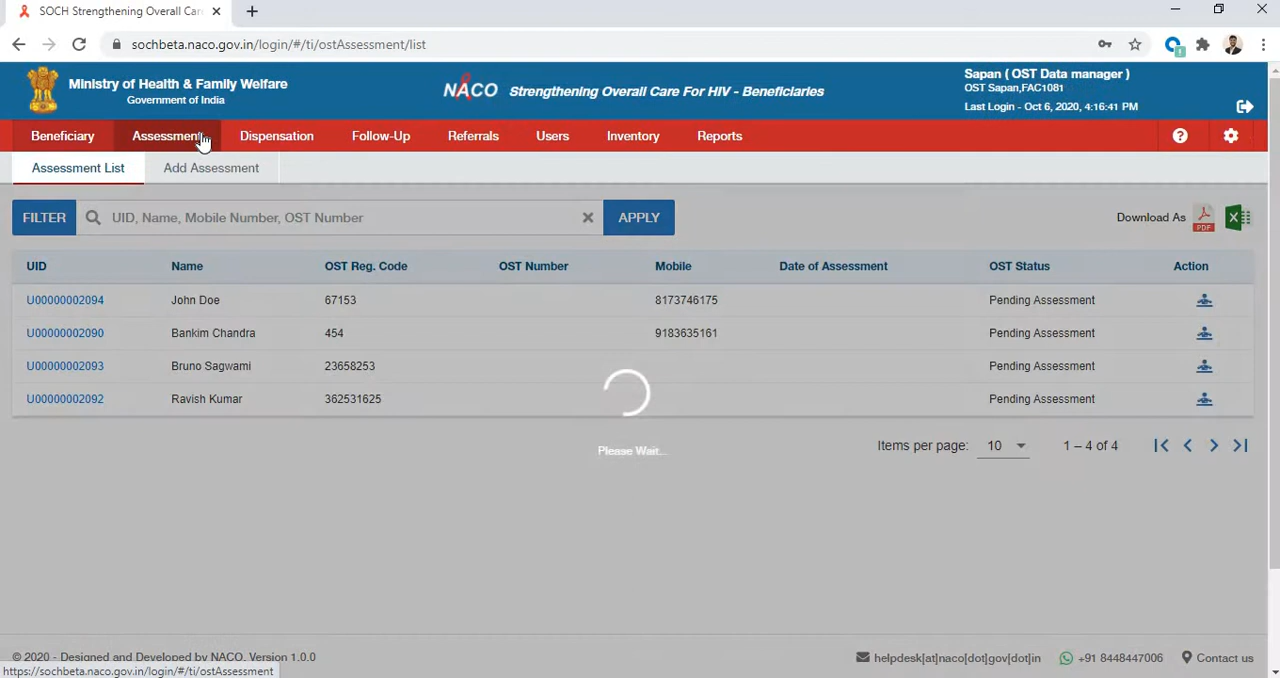 SOCH Strengthening Overall Car
sochbeta.naco.gov.in/login/#/ti/ostAssessment/list
Ministry of Health & Family Welfare
Government of India
NACO Strengthening Overall Care For HIV - Beneficiaries
Sapan ( OST Data manager )
OST Sapan,FAC1081
Last Login - Oct 6, 2020, 4:16:41 PM
Beneficiary Assessment Dispensation Follow-Up Referrals Users Inventory Reports
Assessment List Add Assessment
FILTER UID, Name, Mobile Number, OST Number APPLY Download As PDF
UID Name OST Reg. Code OST Number Mobile Date of Assessment OST Status Action
U00000002094 John Doe 67153 8173746175 Pending Assessment
U00000002090 Bankim Chandra 454 9183635161 Pending Assessment
U00000002093 Bruno Sagwami 23658253 Pending Assessment
U00000002092 Ravish Kumar 362531625 Pending Assessment
Please Wait...
Items per page: 10 1 – 4 of 4
© 2020 - Designed and Developed by NACO. Version 1.0.0 helpdesk[at]naco[dot]gov[dot]in +91 8448447006 Contact us
https://sochbeta.naco.gov.in/login/#/ti/ostAssessment